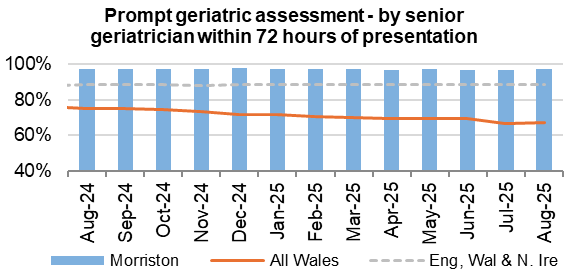 Prompt geriatric assessment - by senior
geriatrician within 72 hours of presentation
100%
80%
60%
40%
Aug-24
Sep-24
Oct-24
Nov-24
Dec-24
Jan-25
Feb-25
Mar-25
Apr-25
May-25
Jun-25
Jul-25
Aug-25
Morriston
All Wales
Eng, Wal & N. Ire